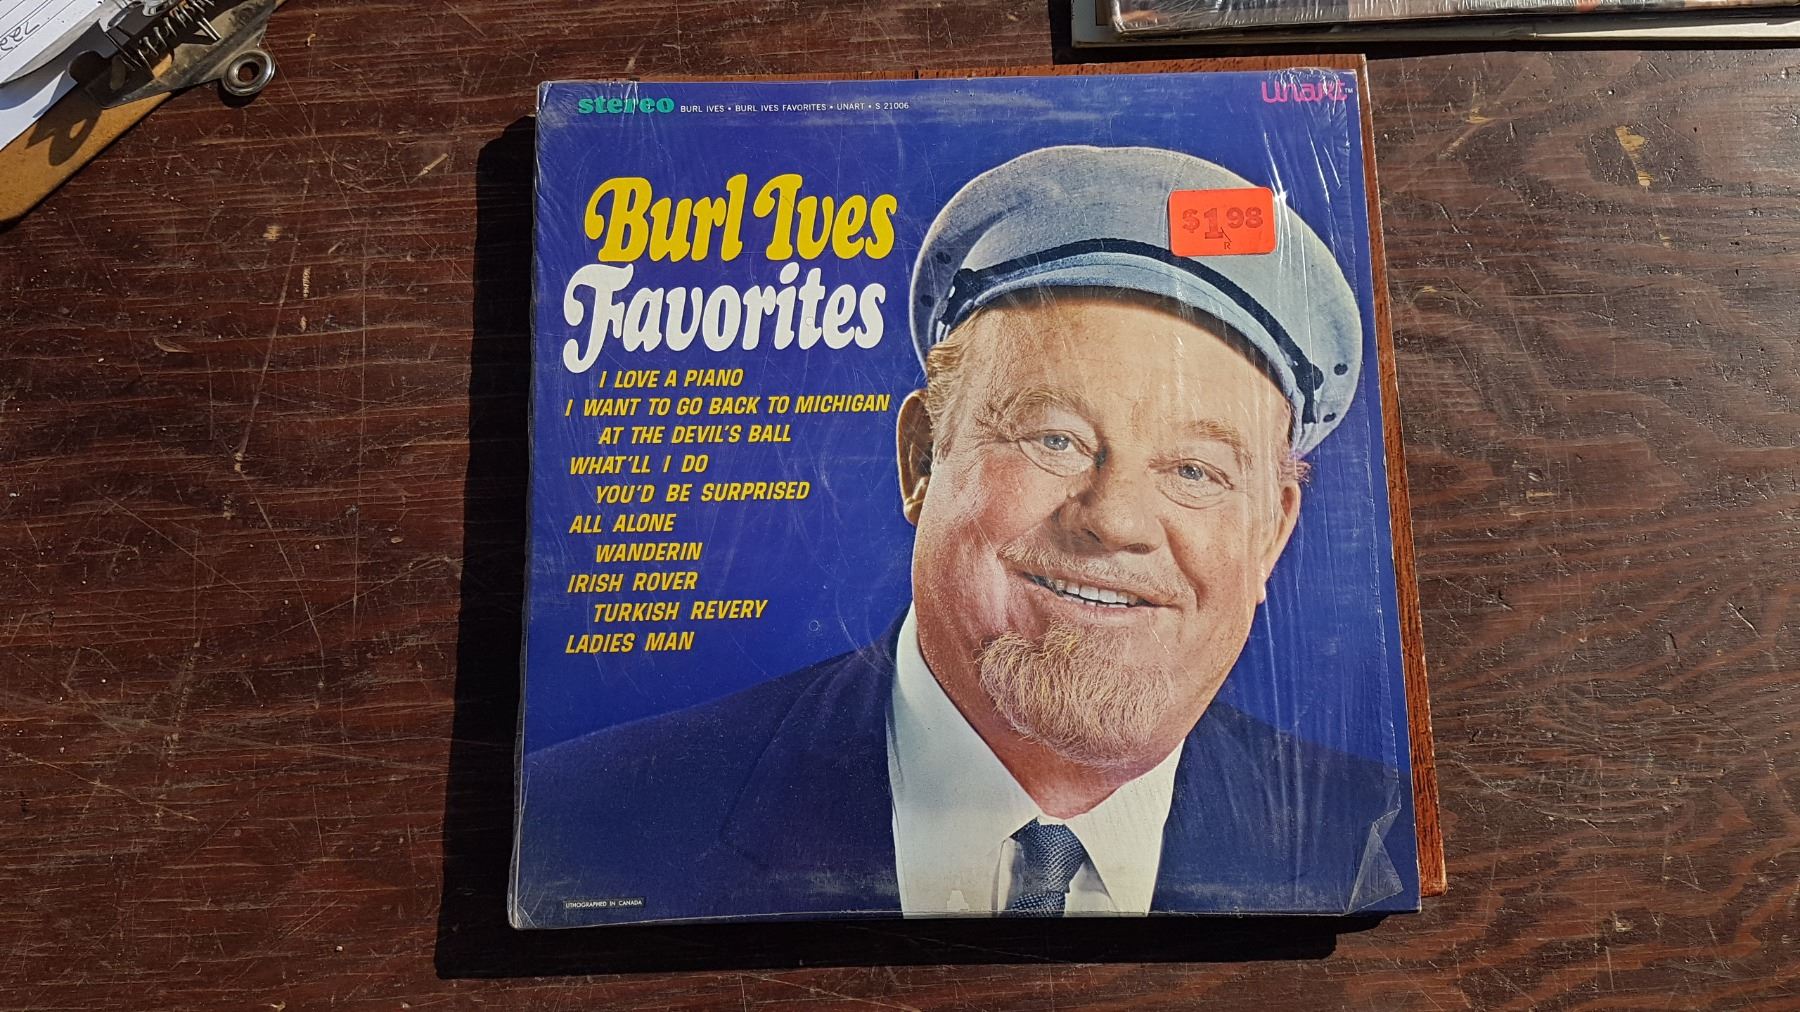 stereo BURL IVES • BURL IVES FAVORITES • UNART • S 21006
Unart™
Burl Ives
Favorites
$1.98
R
I LOVE A PIANO
I WANT TO GO BACK TO MICHIGAN
AT THE DEVIL'S BALL
WHAT'LL I DO
YOU'D BE SURPRISED
ALL ALONE
WANDERIN
IRISH ROVER
TURKISH REVERY
LADIES MAN
LITHOGRAPHED IN CANADA